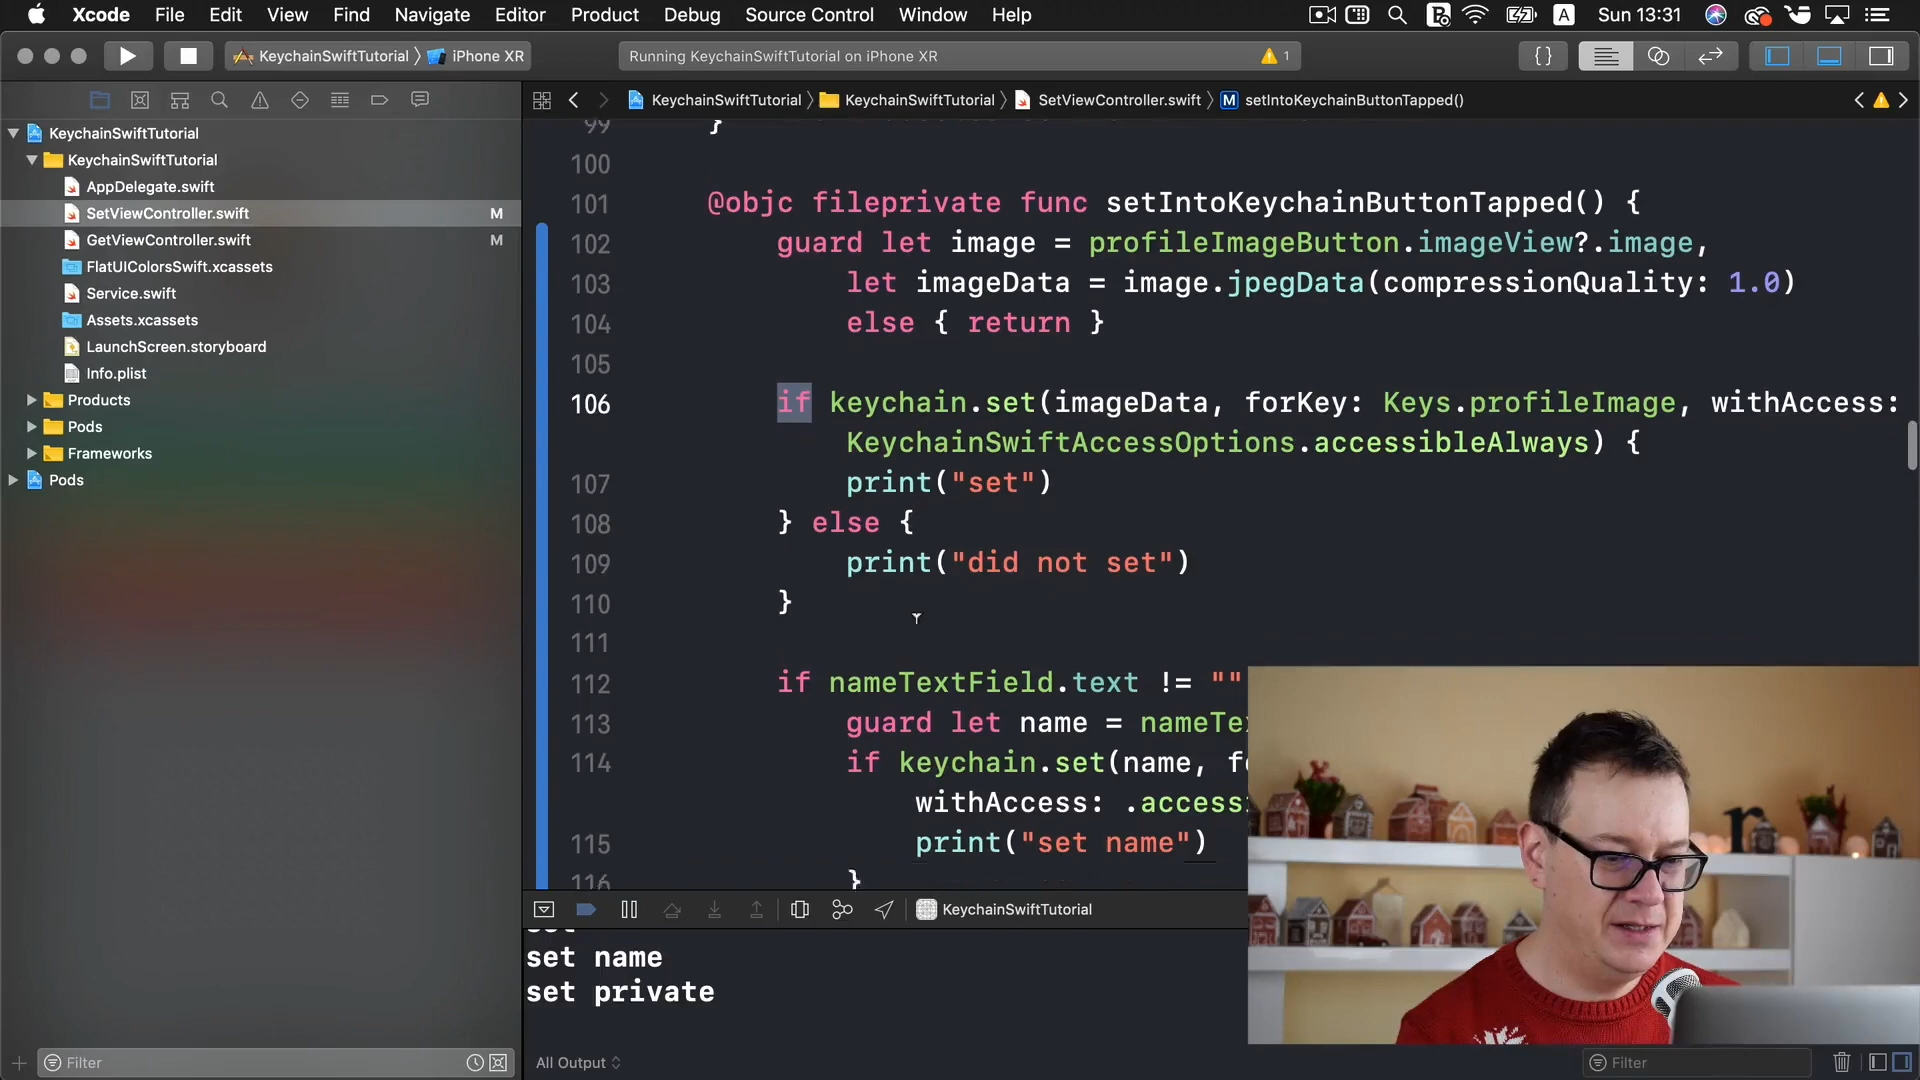 Xcode File Edit View Find Navigate Editor Product Debug Source Control Window Help A Sun 13:31
KeychainSwiftTutorial iPhone XR Running KeychainSwiftTutorial on iPhone XR 1 {}
KeychainSwiftTutorial KeychainSwiftTutorial SetViewController.swift M setIntoKeychainButtonTapped()
KeychainSwiftTutorial
KeychainSwiftTutorial
AppDelegate.swift
SetViewController.swift M
GetViewController.swift M
FlatUIColorsSwift.xcassets
Service.swift
Assets.xcassets
LaunchScreen.storyboard
Info.plist
Products
Pods
Frameworks
Pods
Filter
99 }
100
101 @objc fileprivate func setIntoKeychainButtonTapped() {
102 guard let image = profileImageButton.imageView?.image,
103 let imageData = image.jpegData(compressionQuality: 1.0)
104 else { return }
105
106 if keychain.set(imageData, forKey: Keys.profileImage, withAccess:
KeychainSwiftAccessOptions.accessibleAlways) {
107 print("set")
108 } else {
109 print("did not set")
110 }
111
112 if nameTextField.text != ""
113 guard let name =
114 if keychain.set(name,
withAccess:
115 print("set name")
116 }
KeychainSwiftTutorial
set
set name
set private
All Output
Filter